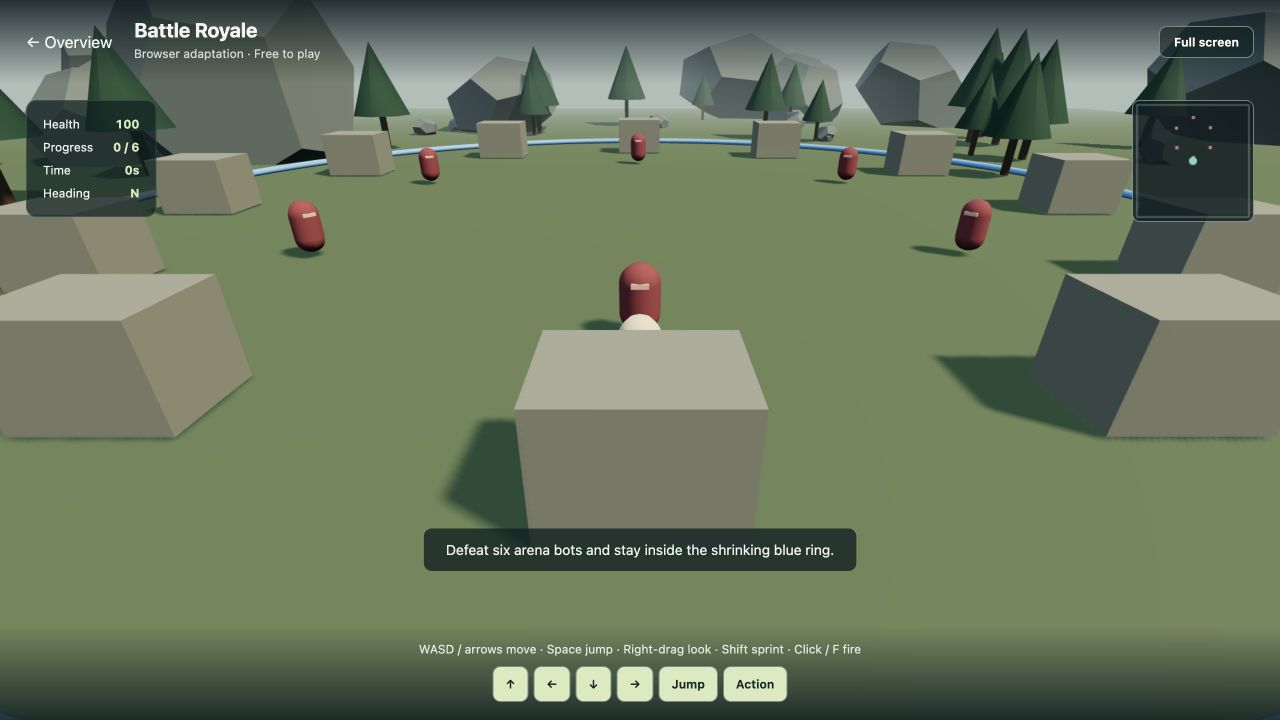 ← Overview
Battle Royale
Browser adaptation · Free to play
Full screen
Health 100
Progress 0 / 6
Time 0s
Heading N
Defeat six arena bots and stay inside the shrinking blue ring.
WASD / arrows move · Space jump · Right-drag look · Shift sprint · Click / F fire
↑ ← ↓ → Jump Action